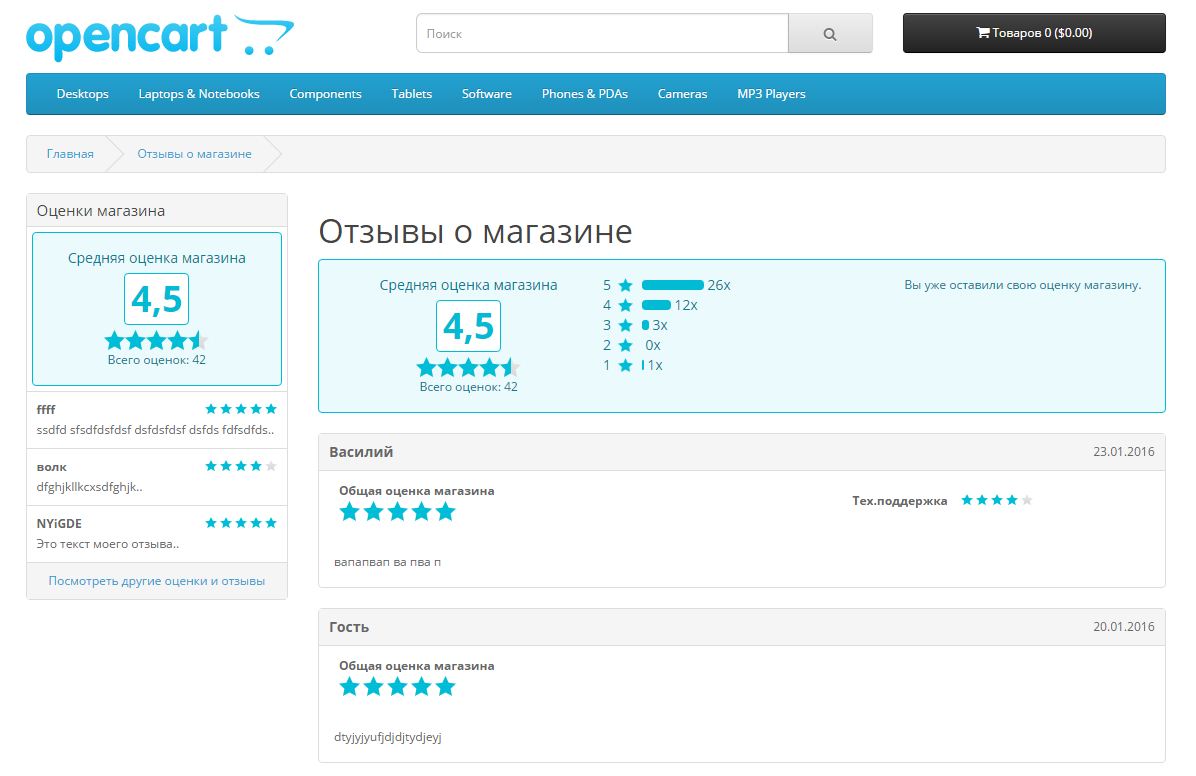 opencart
Поиск
Товаров 0 ($0.00)
Desktops Laptops & Notebooks Components Tablets Software Phones & PDAs Cameras MP3 Players
Главная Отзывы о магазине
Оценки магазина
Средняя оценка магазина
4,5
Всего оценок: 42
ffff
ssdfd sfsdfdsfdsf dsfdsfdsf dsfds fdfsdfds..
волк
dfghjkllkcxsdfghjk..
NYiGDE
Это текст моего отзыва..
Посмотреть другие оценки и отзывы
Отзывы о магазине
Средняя оценка магазина
4,5
Всего оценок: 42
5 26x
4 12x
3 3x
2 0x
1 1x
Вы уже оставили свою оценку магазину.
Василий 23.01.2016
Общая оценка магазина
Тех.поддержка
вапапвап ва пва п
Гость 20.01.2016
Общая оценка магазина
dtyjyjyufjdjdjtydjeyj